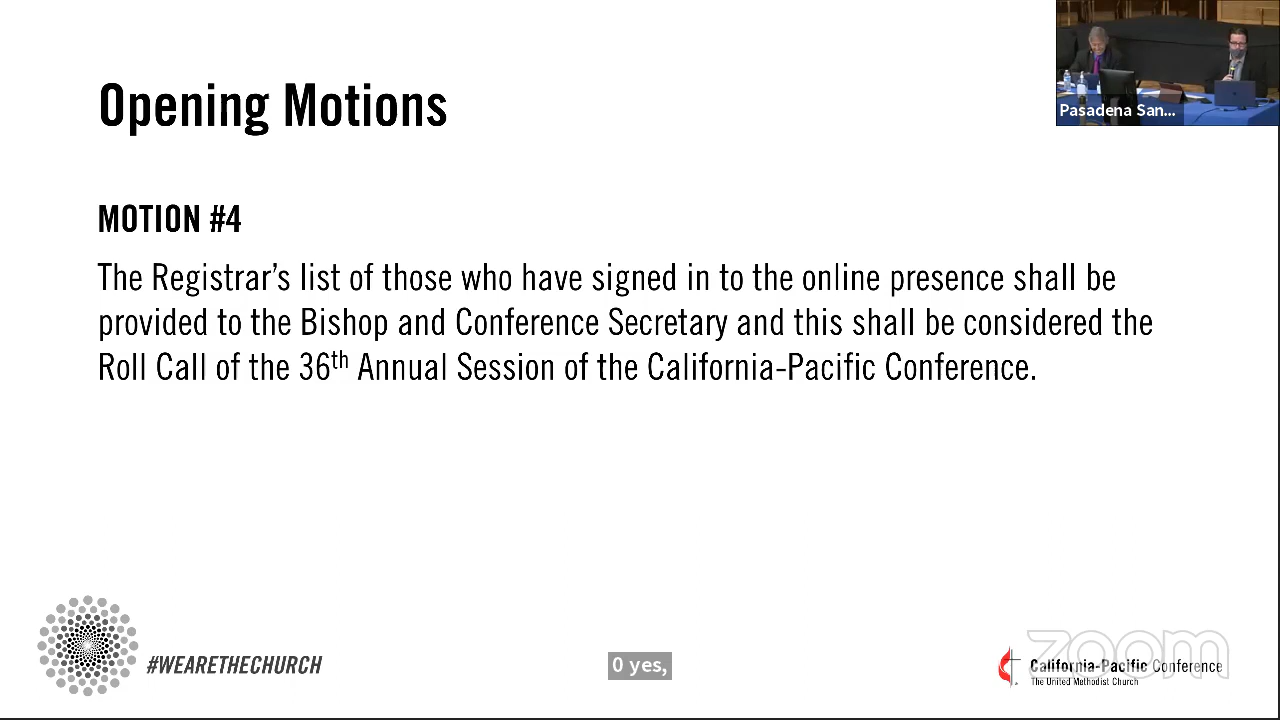 Opening Motions
Pasadena San...
MOTION #4
The Registrar's list of those who have signed in to the online presence shall be
provided to the Bishop and Conference Secretary and this shall be considered the
Roll Call of the 36th Annual Session of the California-Pacific Conference.
#WEARETHECHURCH
0 yes,
zoom
California-Pacific Conference
The United Methodist Church